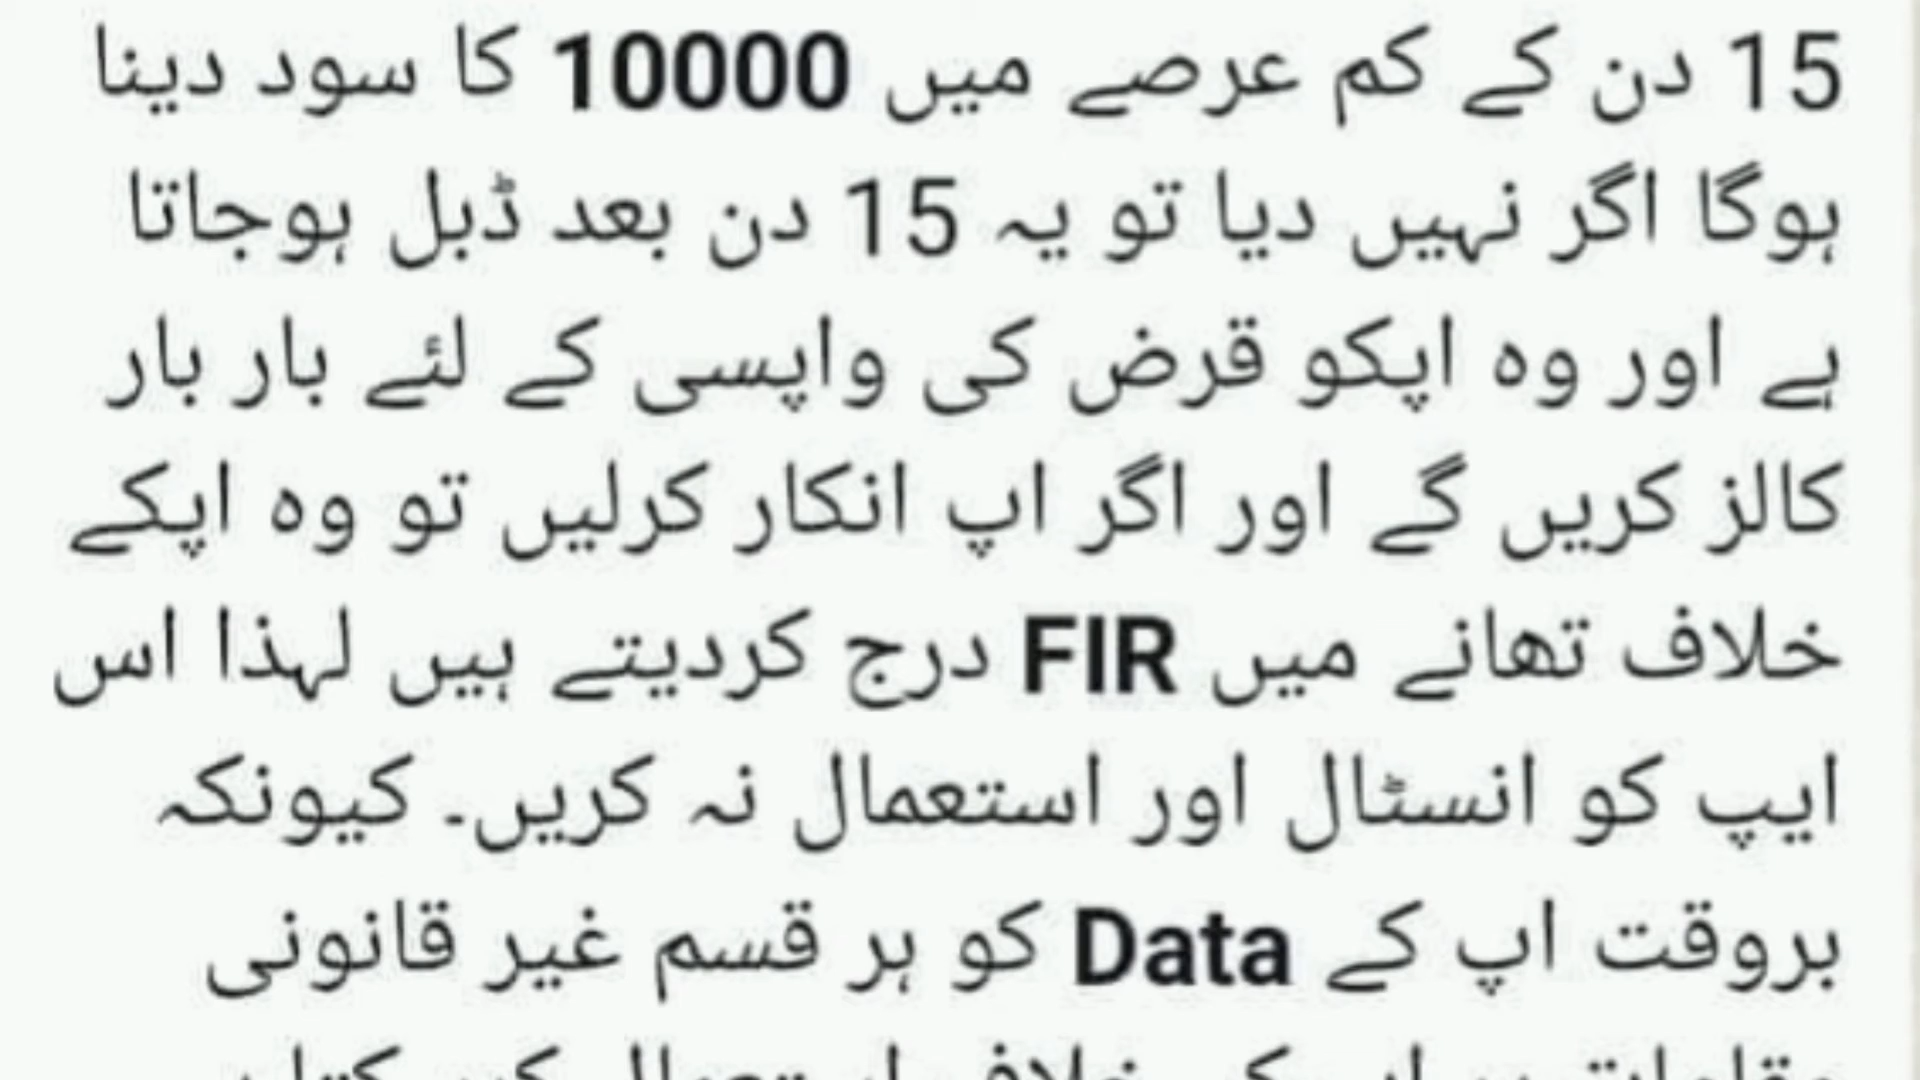 15 دن کے کم عرصے میں 10000 کا سود دینا
ہوگا اگر نہیں دیا تو یہ 15 دن بعد ڈبل ہوجاتا
ہے اور وہ اپکو قرض کی واپسی کے لئے بار بار
کالز کریں گے اور اگر اپ انکار کرلیں تو وہ اپکے
خلاف تھانے میں FIR درج کردیتے ہیں لہذا اس
ایپ کو انسٹال اور استعمال نہ کریں۔ کیونکہ
بروقت اپ کے Data کو ہر قسم غیر قانونی